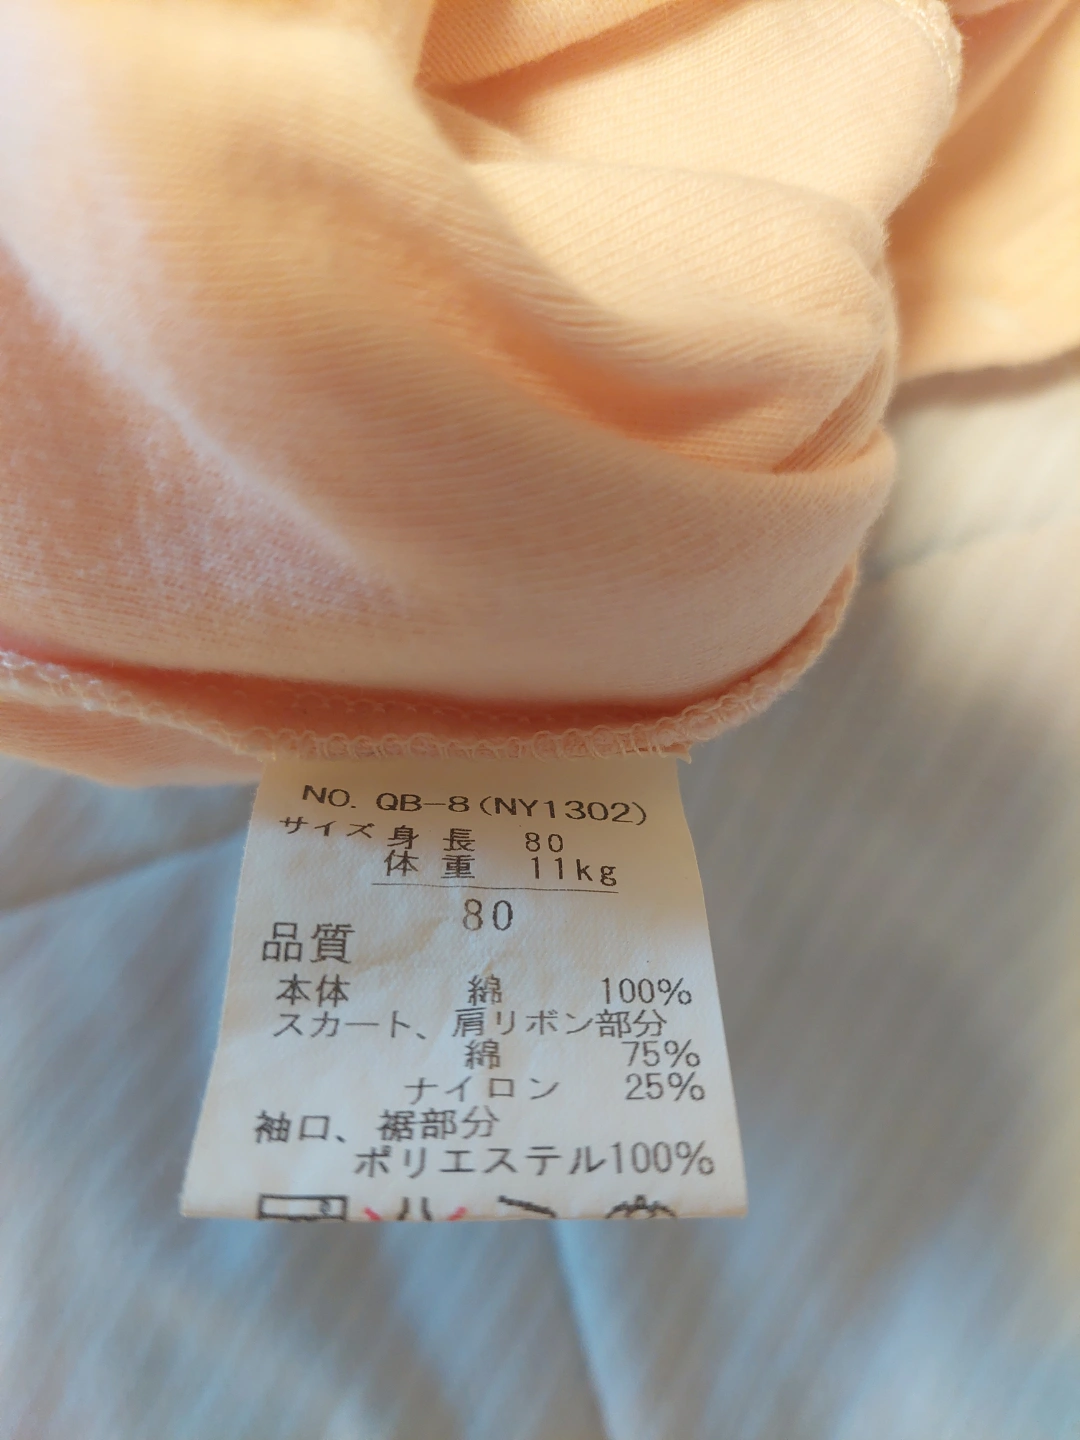 NO. QB-8(NY1302)
サイズ 身長 80
体重 11kg
80
品質
本体 綿 100%
スカート、肩リボン部分
綿 75%
ナイロン 25%
袖口、裾部分
ポリエステル100%